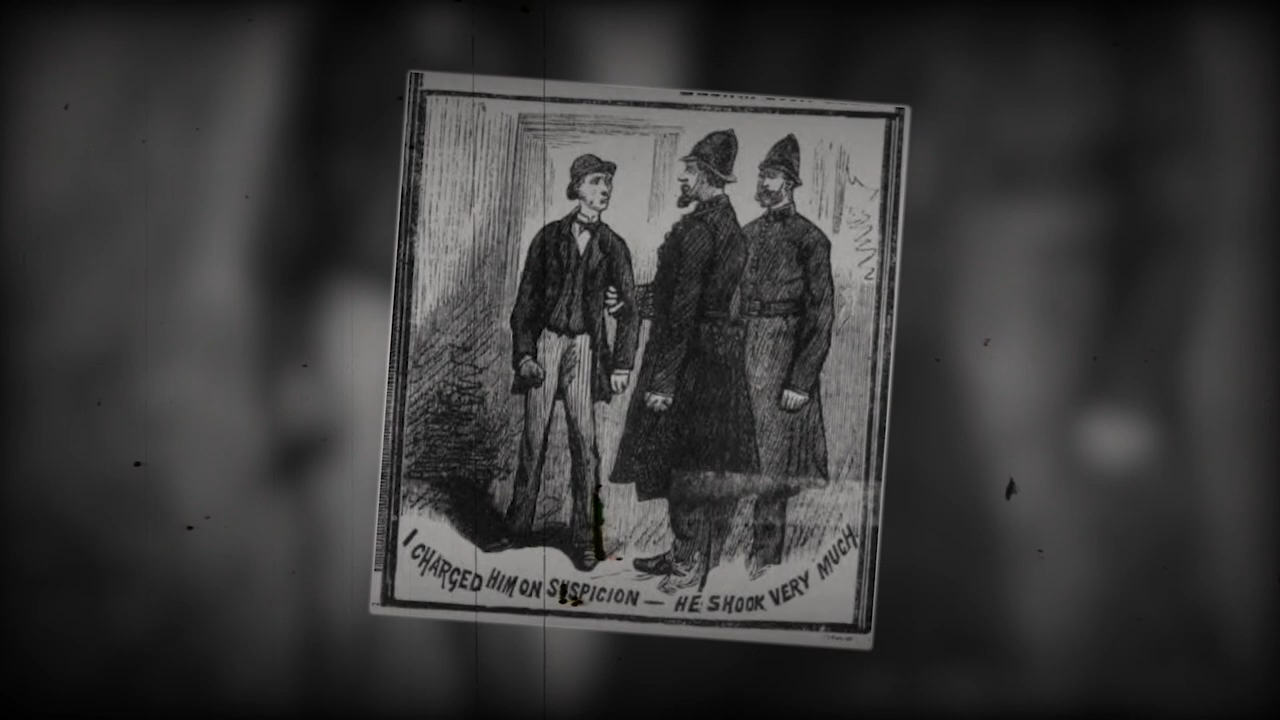 I CHARGED HIM ON SUSPICION — HE SHOOK VERY MUCH